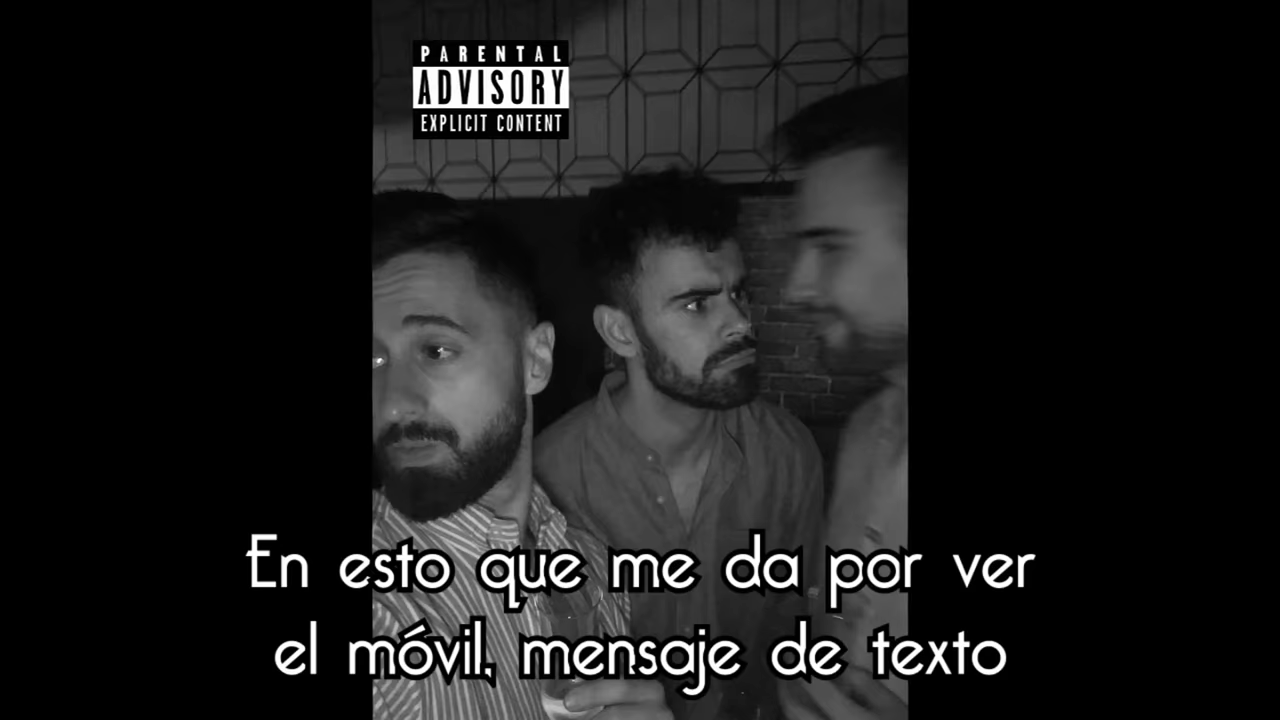 PARENTAL
ADVISORY
EXPLICIT CONTENT
En esto que me da por ver
el móvil, mensaje de texto